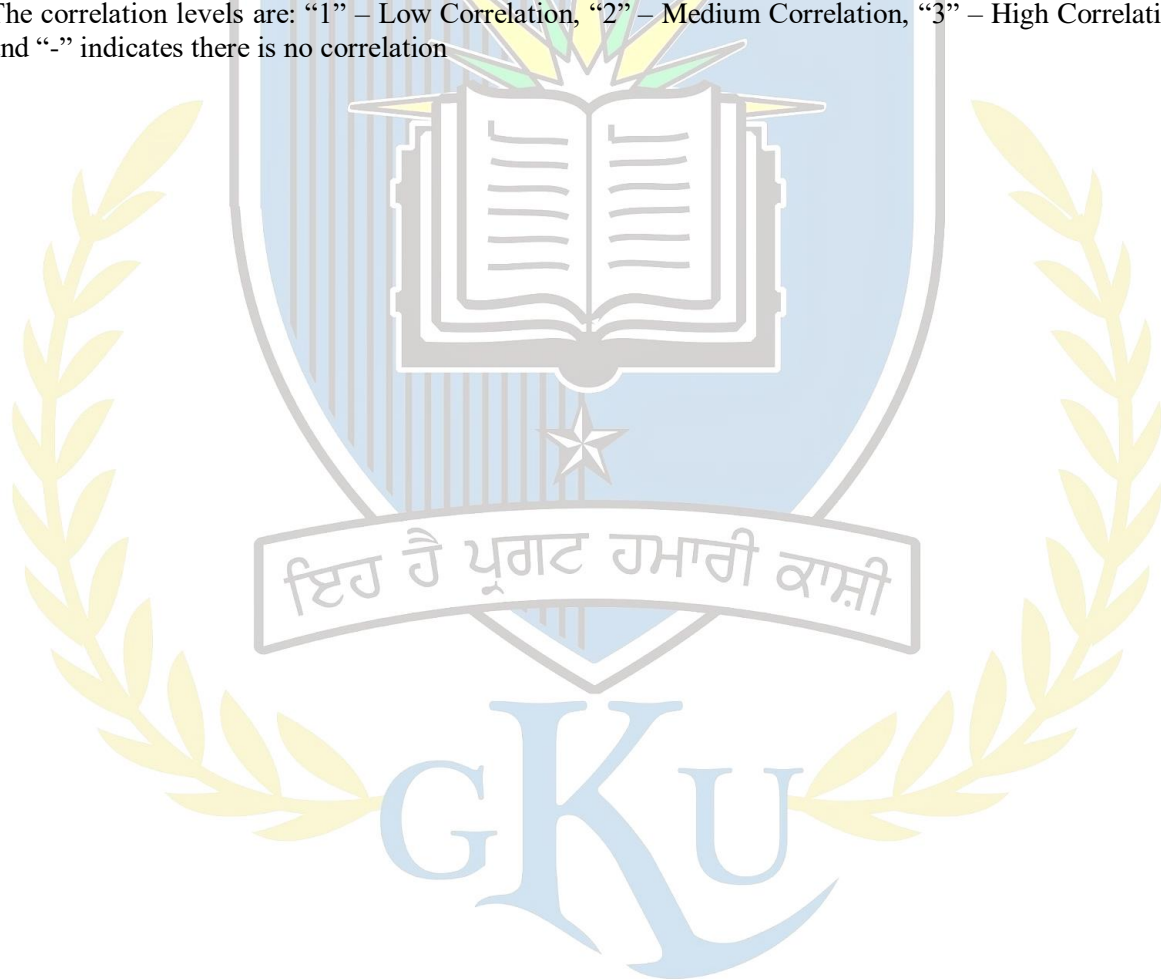 The correlation levels are: “1” – Low Correlation, “2” – Medium Correlation, “3” – High Correlati
nd “-” indicates there is no correlation
ਇਹ ਹੈ ਪ੍ਰਗਟ ਹਮਾਰੀ ਕਾਸ਼ੀ
GKU